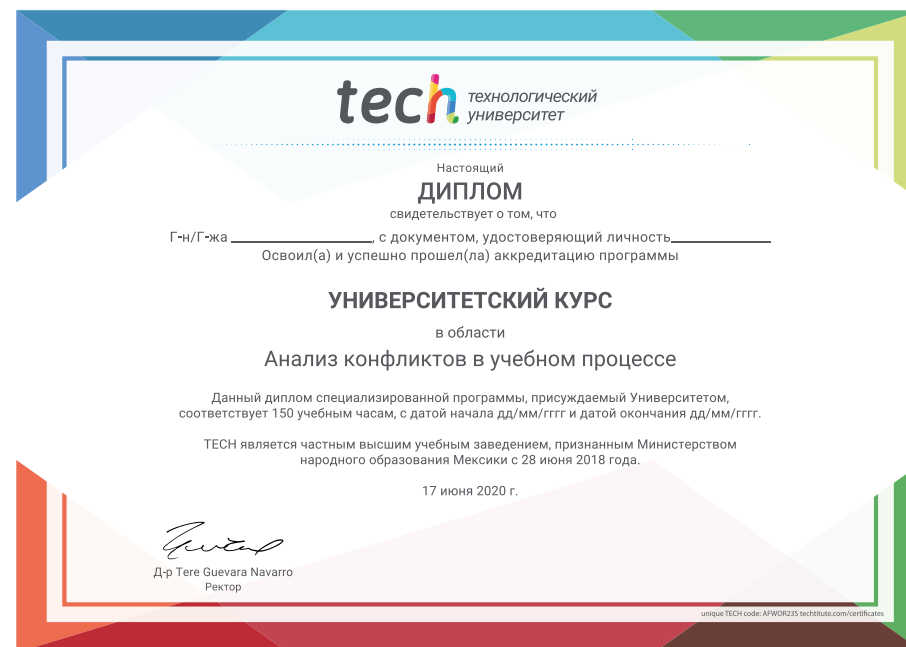 tech технологический
университет
Настоящий
ДИПЛОМ
свидетельствует о том, что
Г-н/Г-жа ____________________, с документом, удостоверяющий личность______________
Освоил(а) и успешно прошел(ла) аккредитацию программы
УНИВЕРСИТЕТСКИЙ КУРС
в области
Анализ конфликтов в учебном процессе
Данный диплом специализированной программы, присуждаемый Университетом,
соответствует 150 учебным часам, с датой начала дд/мм/гггг и датой окончания дд/мм/гггг.
TECH является частным высшим учебным заведением, признанным Министерством
народного образования Мексики с 28 июня 2018 года.
17 июня 2020 г.
Д-р Tere Guevara Navarro
Ректор
unique TECH code: AFWOR23S techtitute.com/certificates